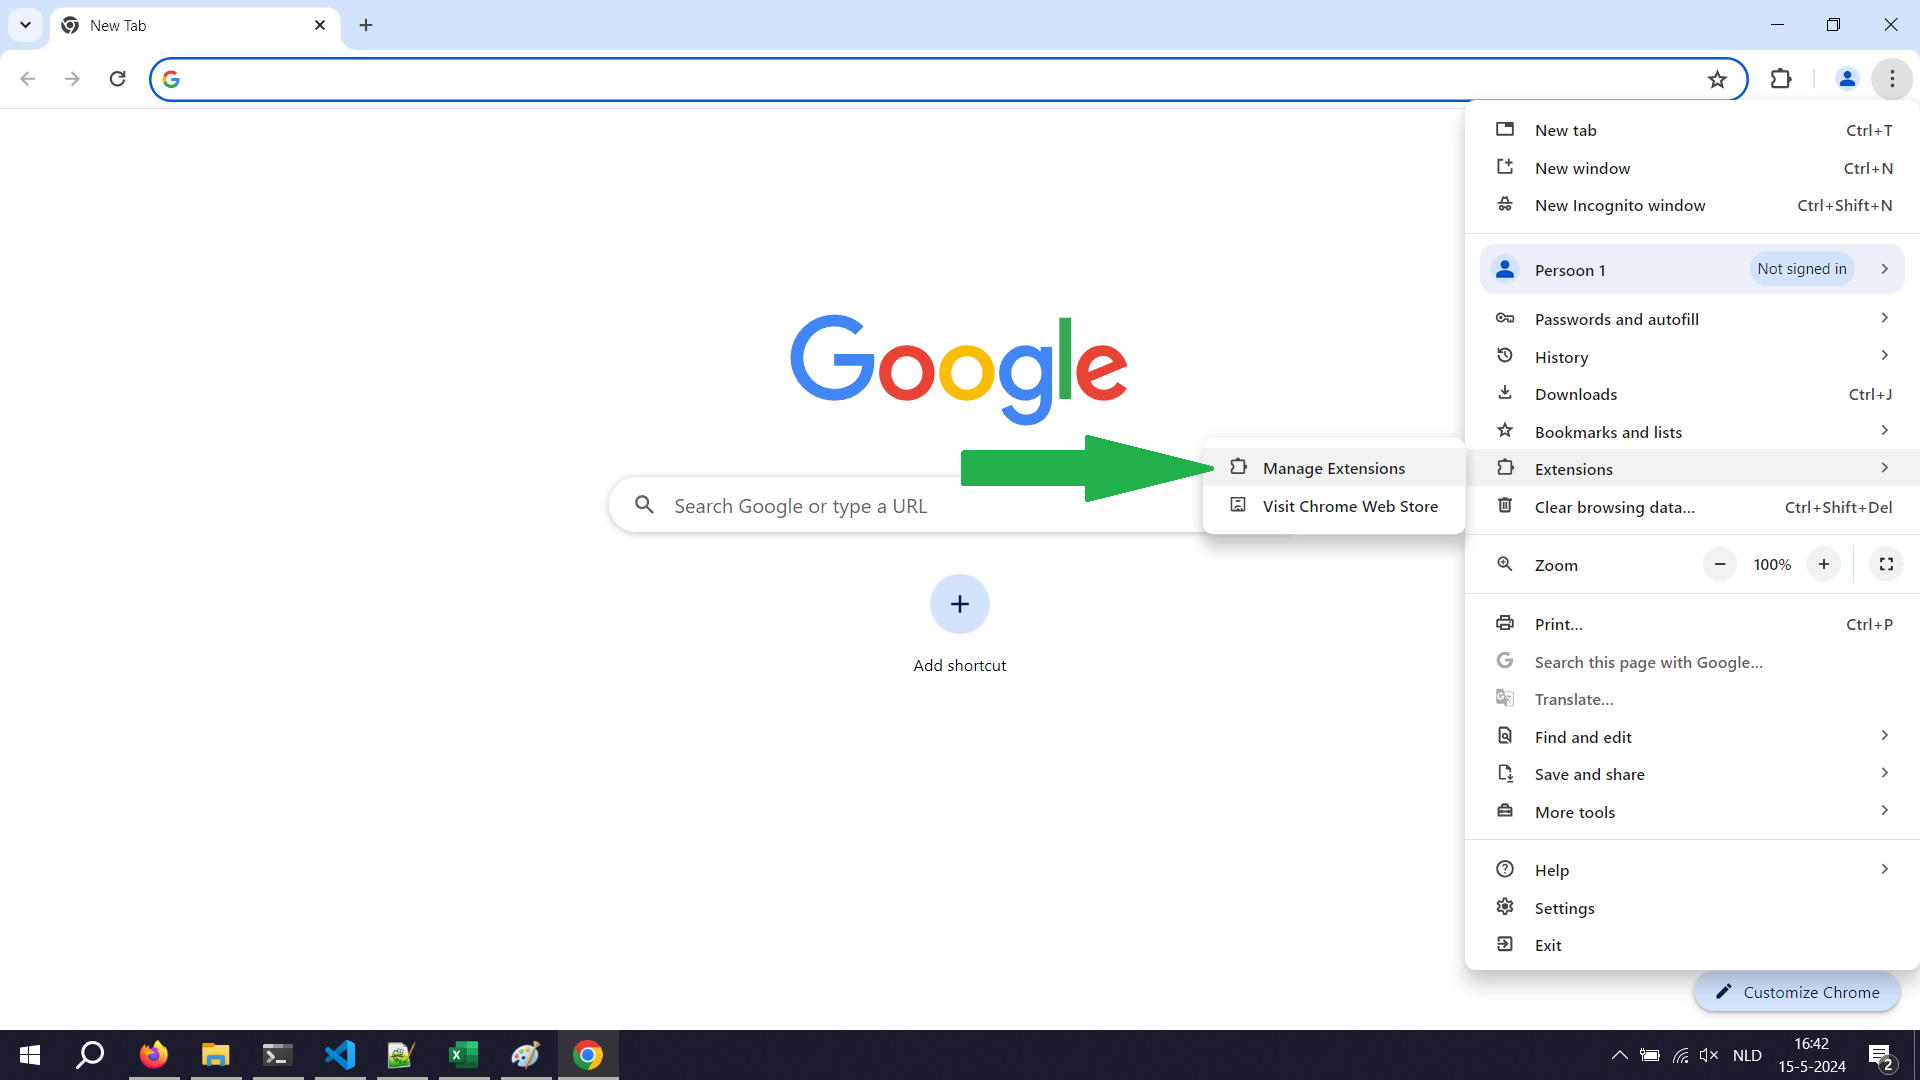 New Tab
New tab Ctrl+T
New window Ctrl+N
New Incognito window Ctrl+Shift+N
Persoon 1 Not signed in
Passwords and autofill
History
Downloads Ctrl+J
Bookmarks and lists
Extensions
Clear browsing data... Ctrl+Shift+Del
Zoom 100%
Print... Ctrl+P
Search this page with Google...
Translate...
Find and edit
Save and share
More tools
Help
Settings
Exit
Manage Extensions
Visit Chrome Web Store
Google
Search Google or type a URL
Add shortcut
Customize Chrome
NLD
16:42
15-5-2024
2